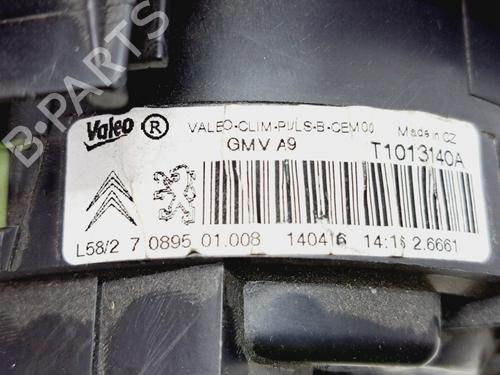 Valeo ® VALEO-CLIM-PULS-B-CEM00 Made in CZ
GMV A9 T1013140A
L58/2 7 0895 01.008 140416 14:16 2.6661
B-PARTS